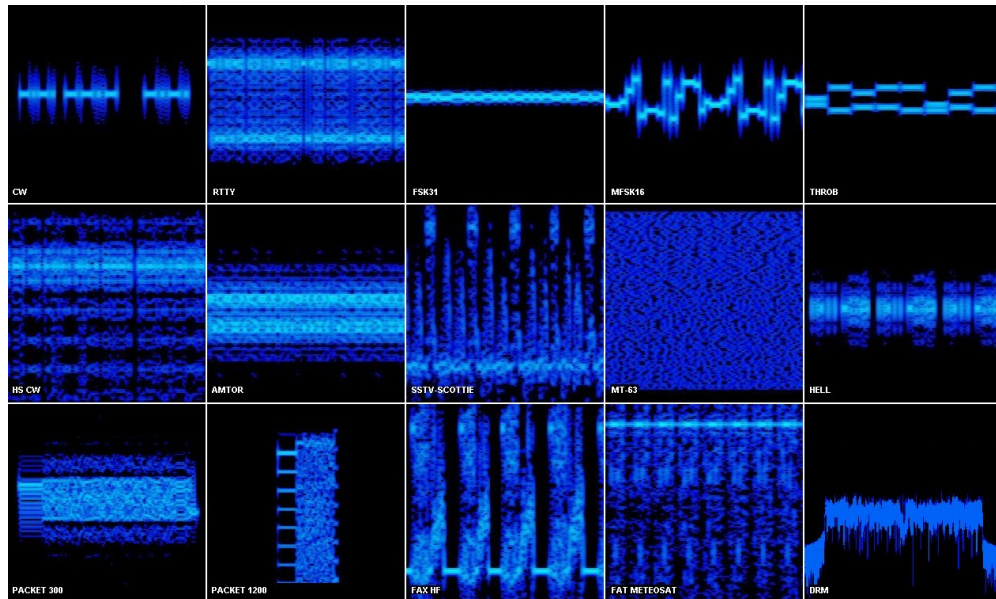 CW
RTTY
FSK31
MFSK16
THROB
HS CW
AMTOR
SSTV-SCOTTIE
MT-63
HELL
PACKET 300
PACKET 1200
FAX HF
FAT METEOSAT
DRM